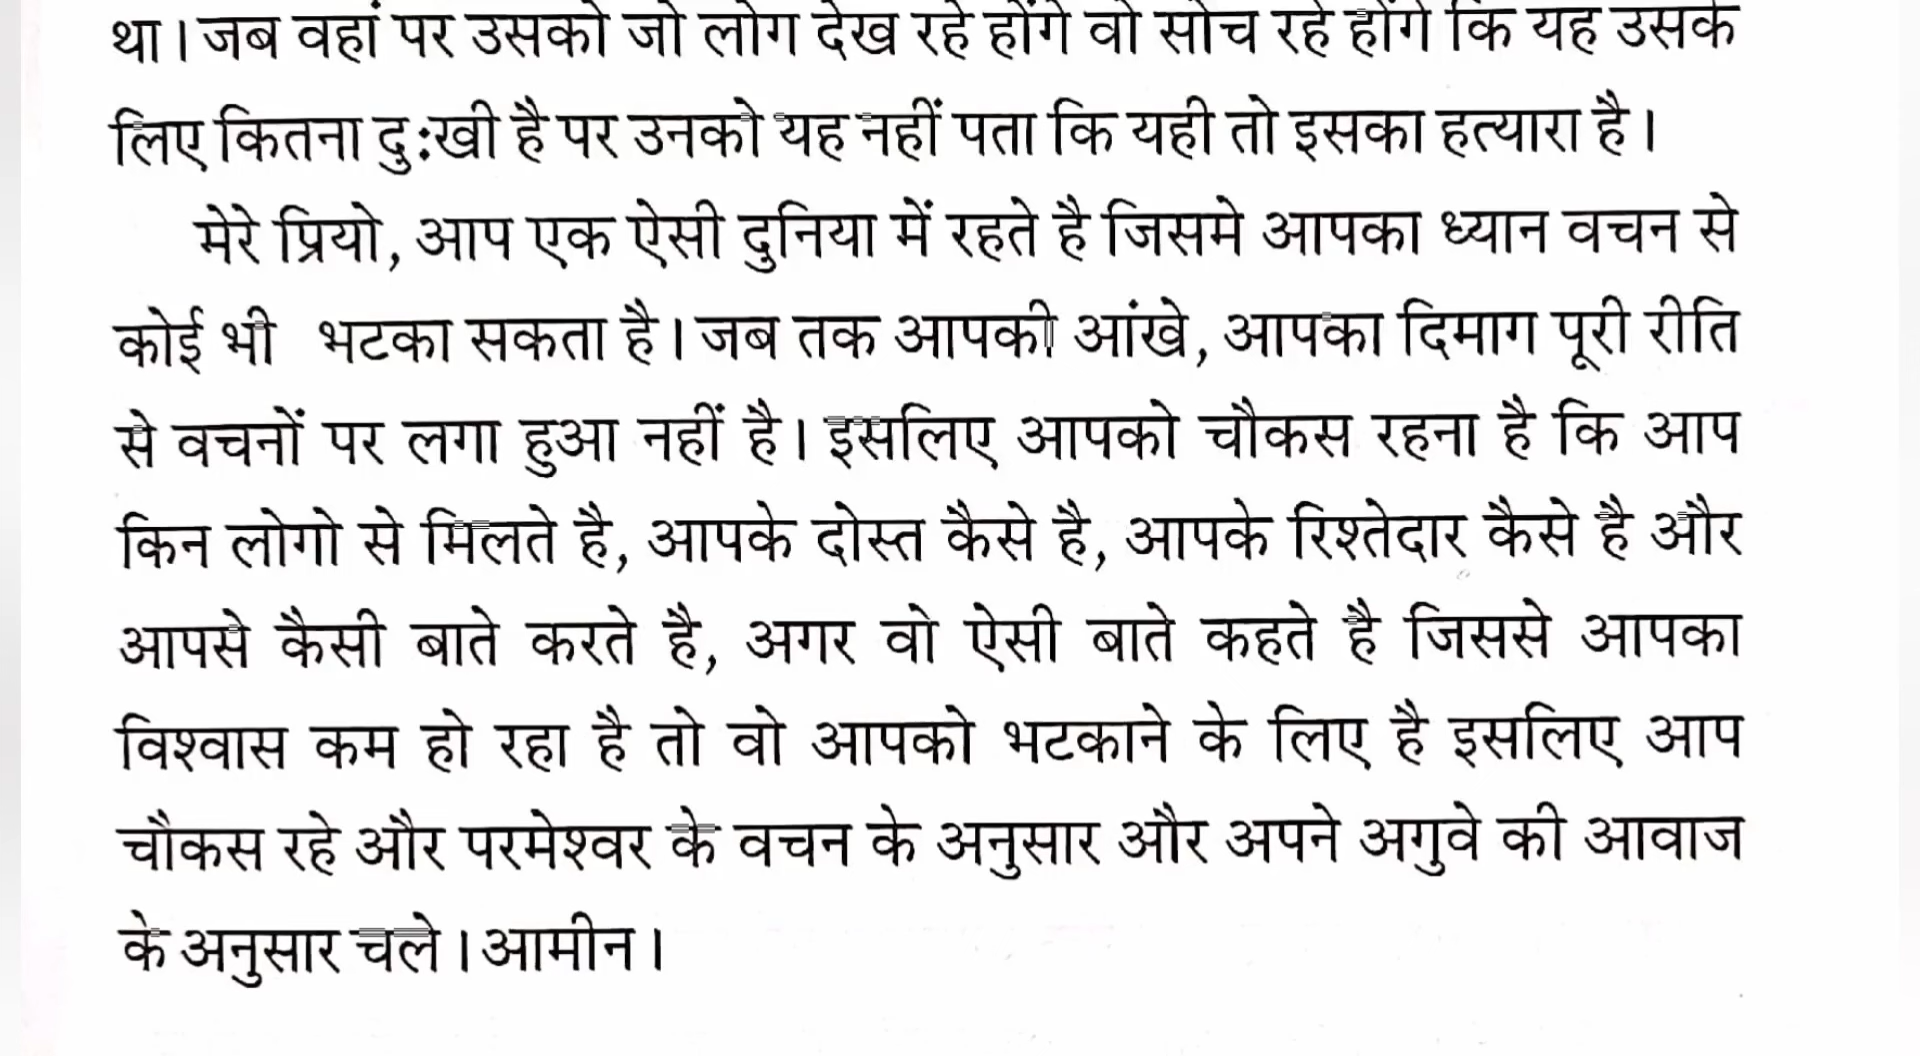 था। जब वहां पर उसको जो लोग देख रहे होंगे वो सोच रहे होंगे कि यह उसके
लिए कितना दु:खी है पर उनको यह नहीं पता कि यही तो इसका हत्यारा है।
मेरे प्रियो, आप एक ऐसी दुनिया में रहते है जिसमे आपका ध्यान वचन से
कोई भी भटका सकता है। जब तक आपकी आंखे, आपका दिमाग पूरी रीति
से वचनों पर लगा हुआ नहीं है। इसलिए आपको चौकस रहना है कि आप
किन लोगो से मिलते है, आपके दोस्त कैसे है, आपके रिश्तेदार कैसे है और
आपसे कैसी बाते करते है, अगर वो ऐसी बाते कहते है जिससे आपका
विश्वास कम हो रहा है तो वो आपको भटकाने के लिए है इसलिए आप
चौकस रहे और परमेश्वर के वचन के अनुसार और अपने अगुवे की आवाज
के अनुसार चले। आमीन।